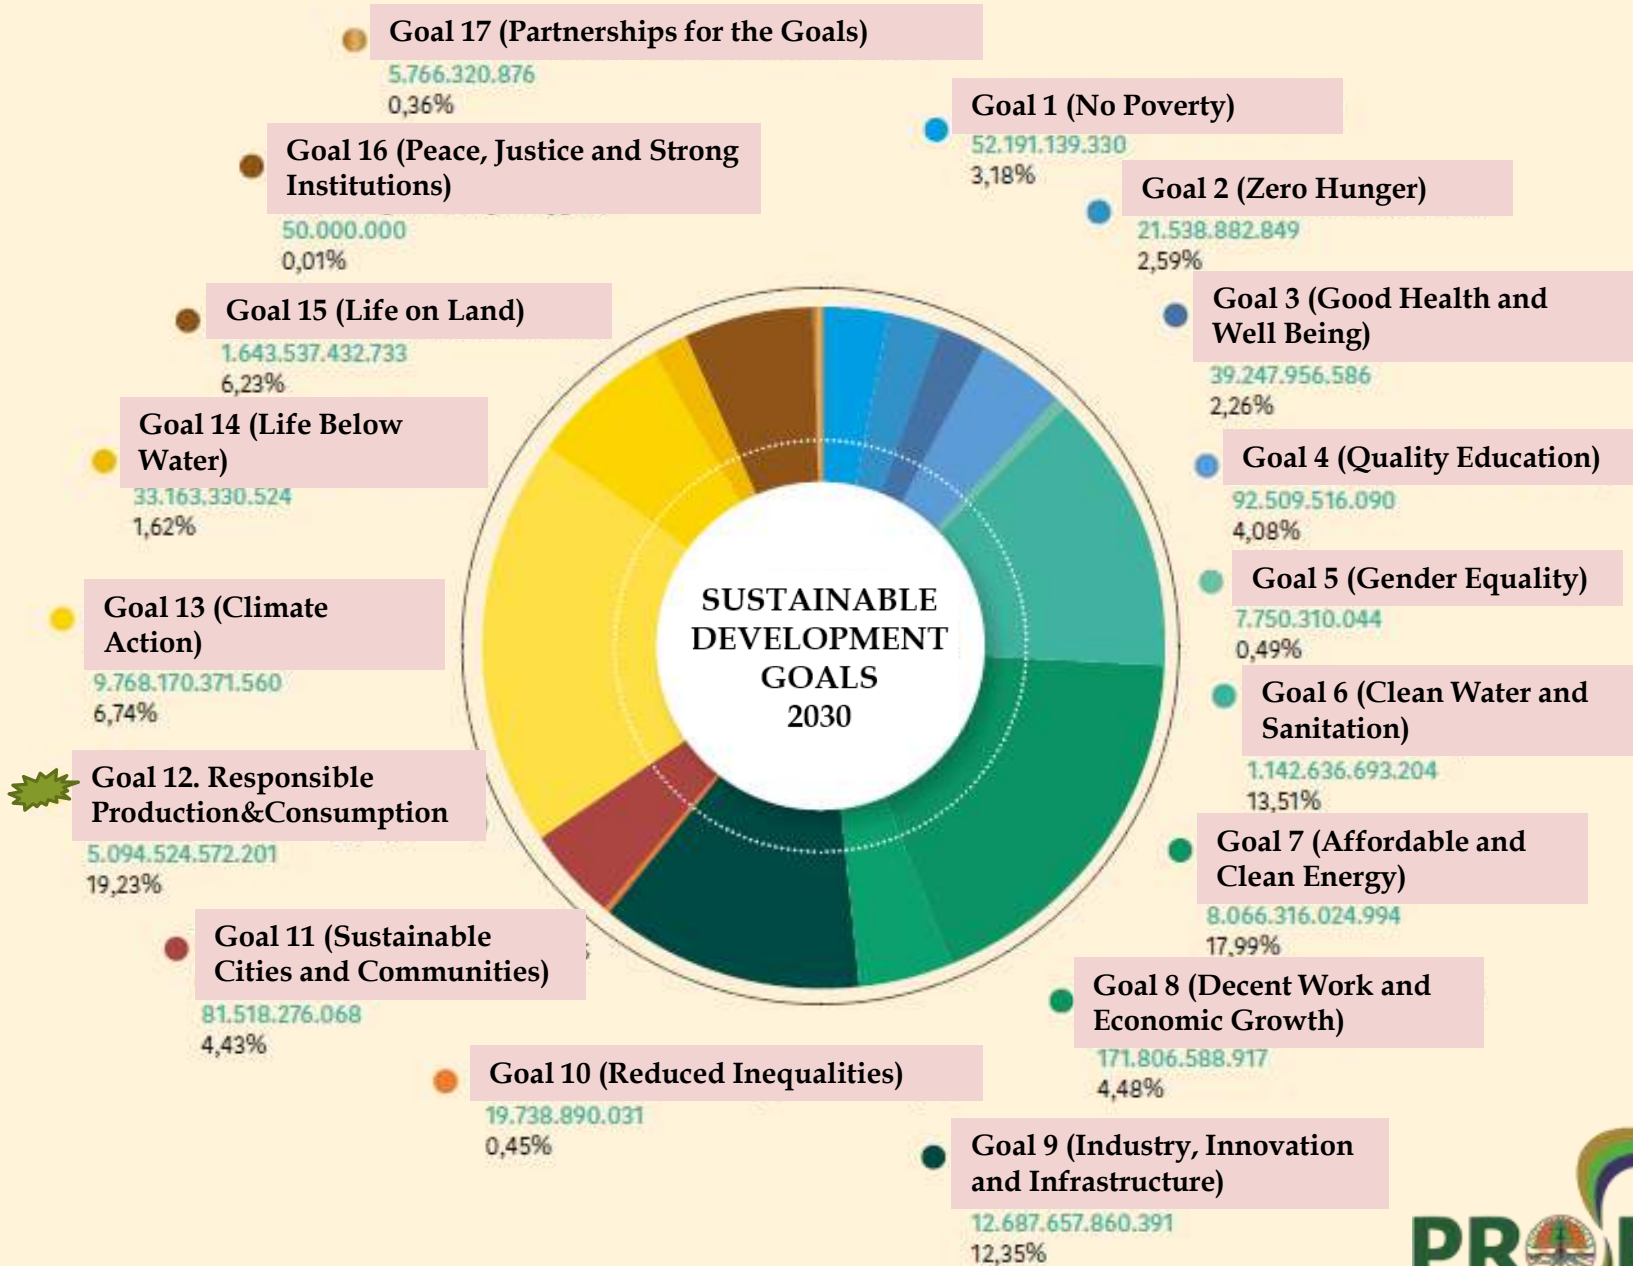 Goal 17 (Partnerships for the Goals)
5.766.320.876
0,36%
Goal 1 (No Poverty)
52.191.139.330
3,18%
Goal 16 (Peace, Justice and Strong
Institutions)
50.000.000
0,01%
Goal 2 (Zero Hunger)
21.538.882.849
2,59%
Goal 15 (Life on Land)
1.643.537.432.733
6,23%
Goal 3 (Good Health and
Well Being)
39.247.956.586
2,26%
Goal 14 (Life Below
Water)
33.163.330.524
1,62%
Goal 4 (Quality Education)
92.509.516.090
4,08%
Goal 5 (Gender Equality)
7.750.310.044
0,49%
Goal 13 (Climate
Action)
9.768.170.371.560
6,74%
SUSTAINABLE
DEVELOPMENT
GOALS
2030
Goal 6 (Clean Water and
Sanitation)
1.142.636.693.204
13,51%
Goal 12. Responsible
Production&Consumption
5.094.524.572.201
19,23%
Goal 7 (Affordable and
Clean Energy)
8.066.316.024.994
17,99%
Goal 11 (Sustainable
Cities and Communities)
81.518.276.068
4,43%
Goal 8 (Decent Work and
Economic Growth)
171.806.588.917
4,48%
Goal 10 (Reduced Inequalities)
19.738.890.031
0,45%
Goal 9 (Industry, Innovation
and Infrastructure)
12.687.657.860.391
12,35%